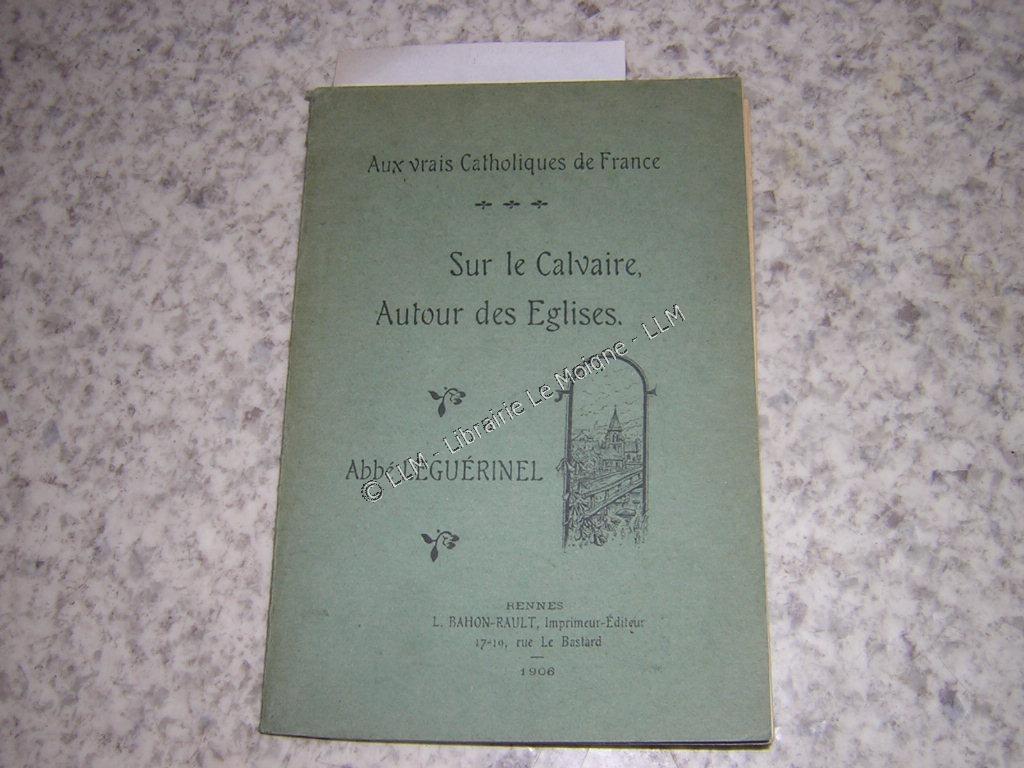 Aux vrais Catholiques de France
Sur le Calvaire,
Autour des Eglises.
Abbé LEGUÉRINEL
RENNES
L. BAHON-RAULT, Imprimeur-Éditeur
17-19, rue Le Bastard
1906
© LLM - Librairie Le Moigne - LLM